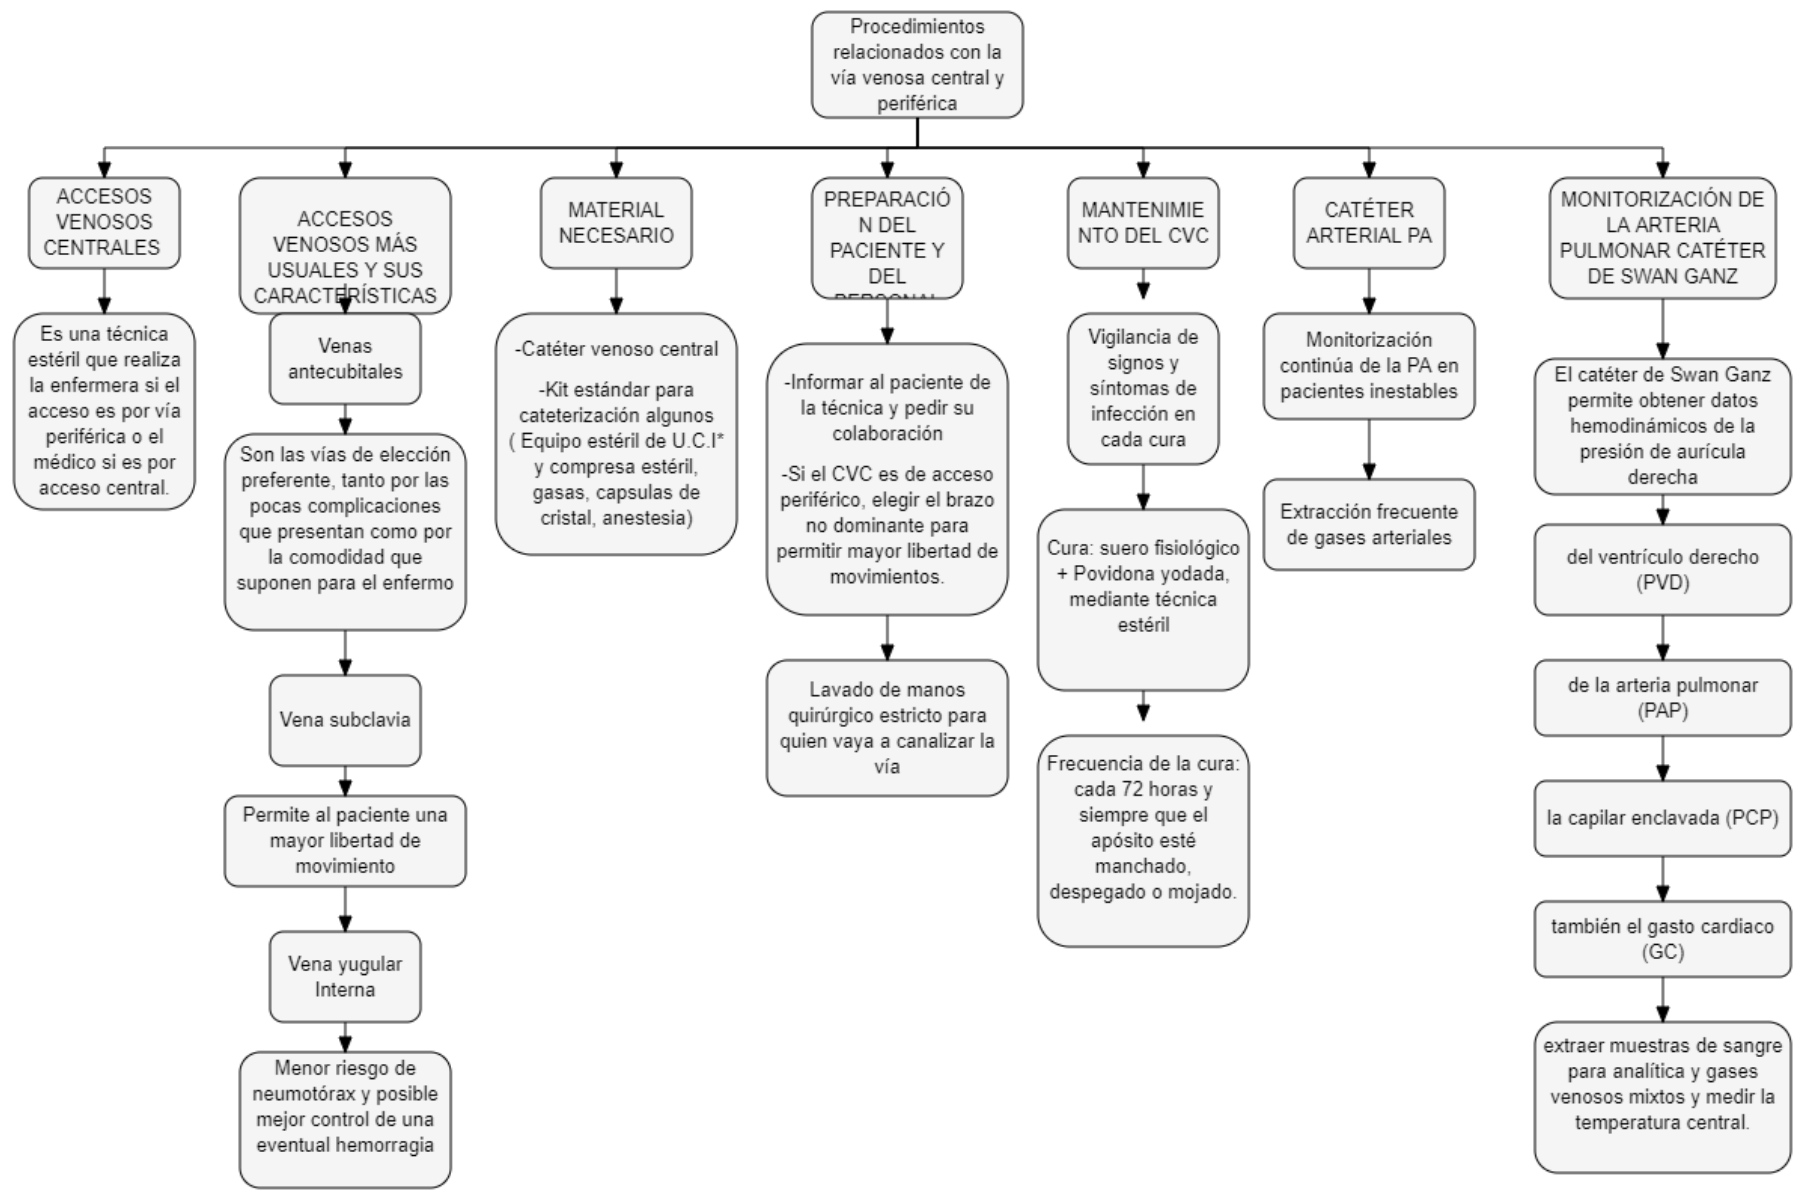 Procedimientos
relacionados con la
vía venosa central y
periférica
ACCESOS
VENOSOS
CENTRALES
Es una técnica
estéril que realiza
la enfermera si el
acceso es por vía
periférica o el
médico si es por
acceso central.
ACCESOS
VENOSOS MÁS
USUALES Y SUS
CARACTERÍSTICAS
Venas
antecubitales
Son las vías de elección
preferente, tanto por las
pocas complicaciones
que presentan como por
la comodidad que
suponen para el enfermo
Vena subclavia
Permite al paciente una
mayor libertad de
movimiento
Vena yugular
Interna
Menor riesgo de
neumotórax y posible
mejor control de una
eventual hemorragia
MATERIAL
NECESARIO
-Catéter venoso central
-Kit estándar para
cateterización algunos
( Equipo estéril de U.C.I*
y compresa estéril,
gasas, capsulas de
cristal, anestesia)
PREPARACIÓ
N DEL
PACIENTE Y
DEL
PERSONAL
-Informar al paciente de
la técnica y pedir su
colaboración
-Si el CVC es de acceso
periférico, elegir el brazo
no dominante para
permitir mayor libertad de
movimientos.
Lavado de manos
quirúrgico estricto para
quien vaya a canalizar la
vía
MANTENIMIE
NTO DEL CVC
Vigilancia de
signos y
síntomas de
infección en
cada cura
Cura: suero fisiológico
+ Povidona yodada,
mediante técnica
estéril
Frecuencia de la cura:
cada 72 horas y
siempre que el
apósito esté
manchado,
despegado o mojado.
CATÉTER
ARTERIAL PA
Monitorización
continúa de la PA en
pacientes inestables
Extracción frecuente
de gases arteriales
MONITORIZACIÓN DE
LA ARTERIA
PULMONAR CATÉTER
DE SWAN GANZ
El catéter de Swan Ganz
permite obtener datos
hemodinámicos de la
presión de aurícula
derecha
del ventrículo derecho
(PVD)
de la arteria pulmonar
(PAP)
la capilar enclavada (PCP)
también el gasto cardiaco
(GC)
extraer muestras de sangre
para analítica y gases
venosos mixtos y medir la
temperatura central.